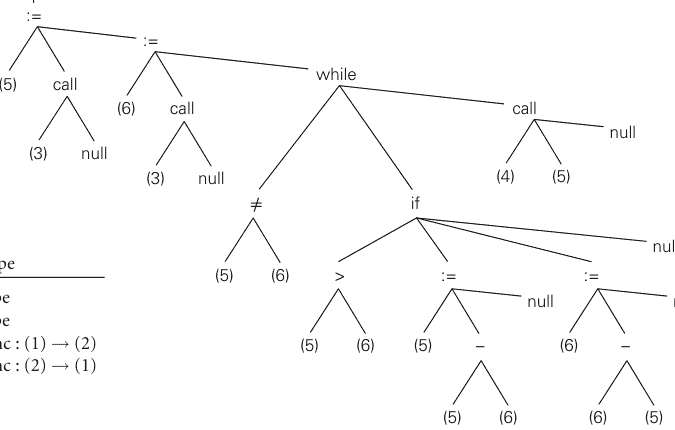 :=
:=
while
(5)
call
(6)
call
call
null
(3)
null
(3)
null
(4)
(5)
≠
if
(5)
(6)
>
:=
:=
null
(5)
(6)
(5)
–
(6)
–
(5)
(6)
(6)
(5)
(1) → (2)
(2) → (1)